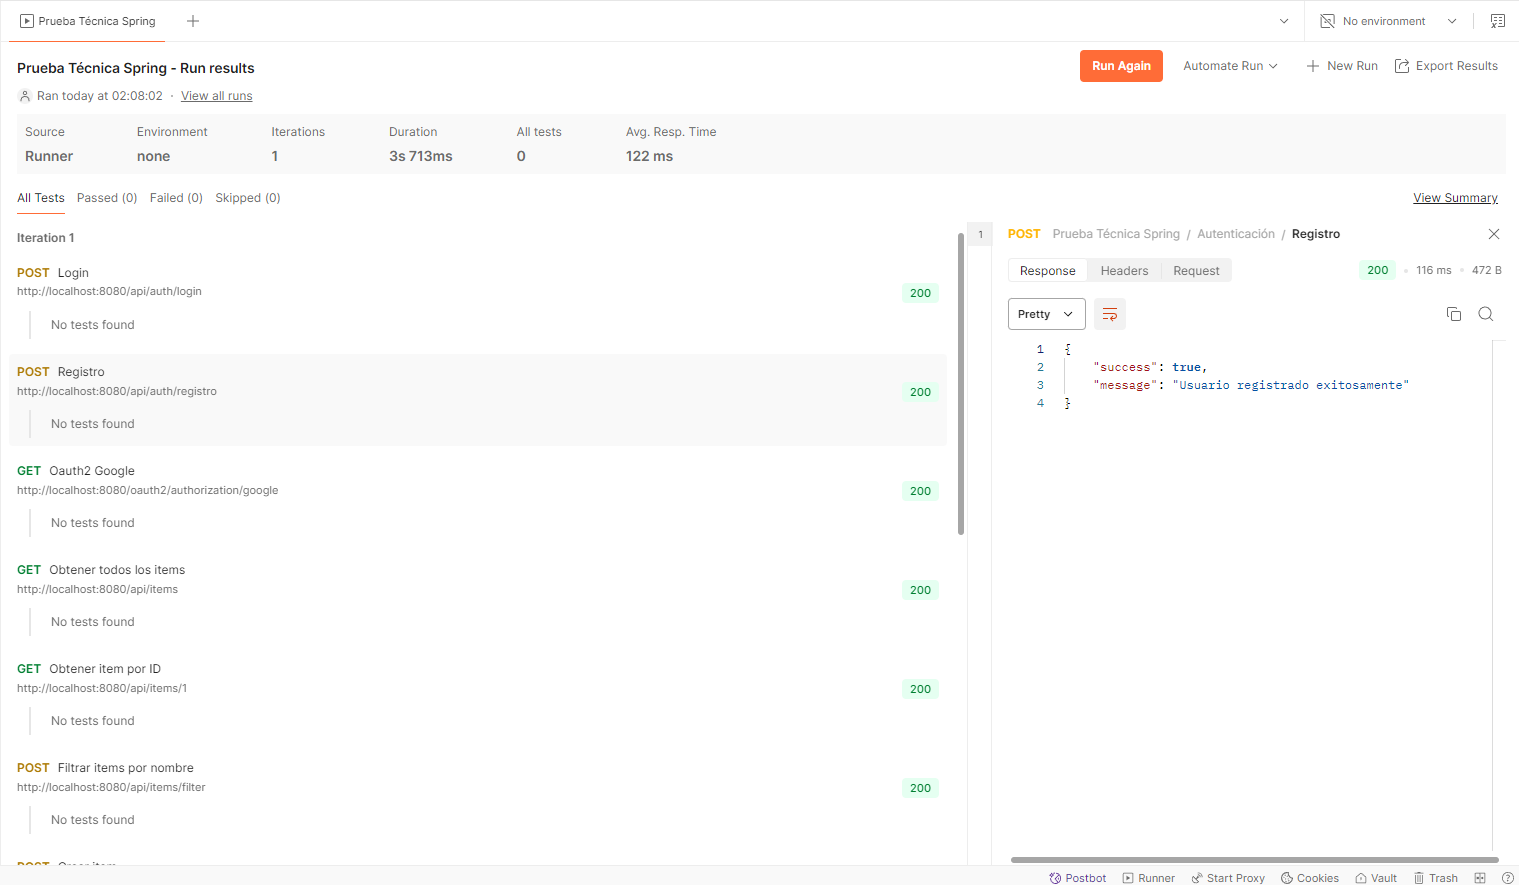 Prueba Técnica Spring
No environment
Prueba Técnica Spring - Run results
Run Again
Automate Run
New Run
Export Results
Ran today at 02:08:02 · View all runs
Source
Environment
Iterations
Duration
All tests
Avg. Resp. Time
Runner
none
1
3s 713ms
0
122 ms
All Tests
Passed (0)
Failed (0)
Skipped (0)
View Summary
Iteration 1
POST Login
http://localhost:8080/api/auth/login
200
No tests found
POST Registro
http://localhost:8080/api/auth/registro
200
No tests found
GET Oauth2 Google
http://localhost:8080/oauth2/authorization/google
200
No tests found
GET Obtener todos los items
http://localhost:8080/api/items
200
No tests found
GET Obtener item por ID
http://localhost:8080/api/items/1
200
No tests found
POST Filtrar items por nombre
http://localhost:8080/api/items/filter
200
No tests found
POST Crear item
1
POST Prueba Técnica Spring / Autenticación / Registro
Response
Headers
Request
200 • 116 ms • 472 B
Pretty
1 {
2 "success": true,
3 "message": "Usuario registrado exitosamente"
4 }
Postbot
Runner
Start Proxy
Cookies
Vault
Trash